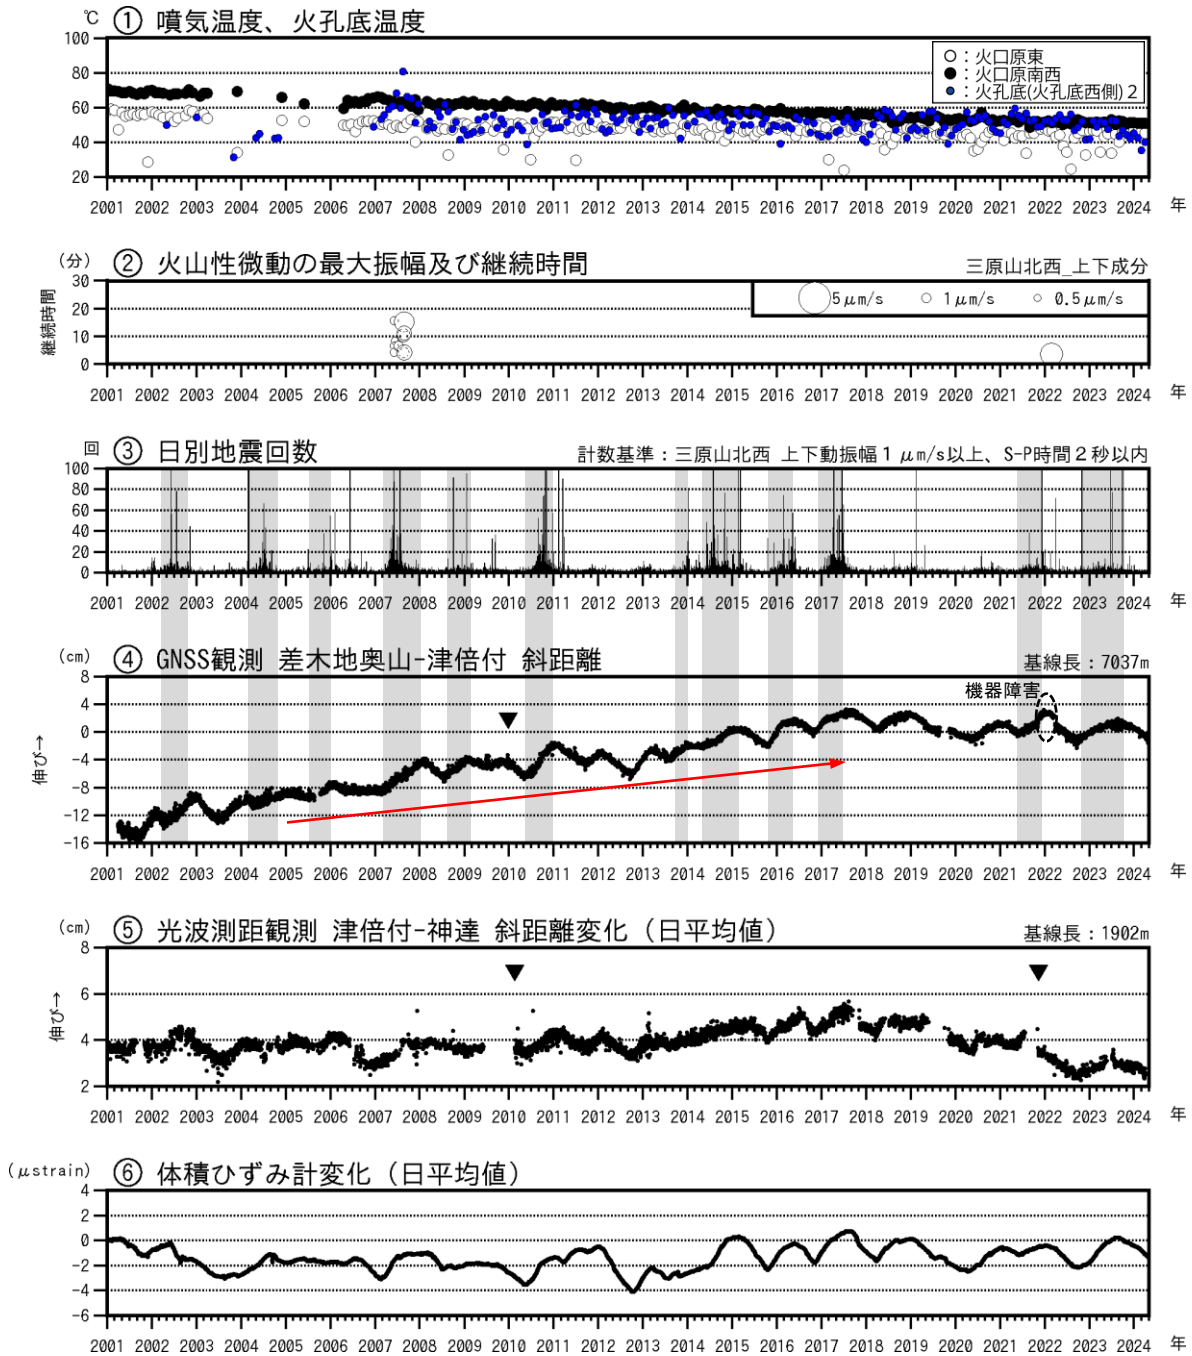 ℃ ① 噴気温度、火孔底温度
100
80
60
40
20
○：火口原東
●：火口原南西
●：火孔底(火孔底西側)2
2001 2002 2003 2004 2005 2006 2007 2008 2009 2010 2011 2012 2013 2014 2015 2016 2017 2018 2019 2020 2021 2022 2023 2024 年
(分) ② 火山性微動の最大振幅及び継続時間 三原山北西_上下成分
継続時間
30
20
10
0
5μm/s 1μm/s 0.5μm/s
2001 2002 2003 2004 2005 2006 2007 2008 2009 2010 2011 2012 2013 2014 2015 2016 2017 2018 2019 2020 2021 2022 2023 2024 年
回 ③ 日別地震回数 計数基準：三原山北西 上下動振幅1μm/s以上、S-P時間2秒以内
100
80
60
40
20
0
2001 2002 2003 2004 2005 2006 2007 2008 2009 2010 2011 2012 2013 2014 2015 2016 2017 2018 2019 2020 2021 2022 2023 2024 年
(cm) ④ GNSS観測 差木地奥山-津倍付 斜距離 基線長：7037m
伸び→
8
4
0
-4
-8
-12
-16
機器障害
2001 2002 2003 2004 2005 2006 2007 2008 2009 2010 2011 2012 2013 2014 2015 2016 2017 2018 2019 2020 2021 2022 2023 2024 年
(cm) ⑤ 光波測距観測 津倍付-神達 斜距離変化（日平均値） 基線長：1902m
伸び→
8
6
4
2
2001 2002 2003 2004 2005 2006 2007 2008 2009 2010 2011 2012 2013 2014 2015 2016 2017 2018 2019 2020 2021 2022 2023 2024 年
(μstrain) ⑥ 体積ひずみ計変化（日平均値）
4
2
0
-2
-4
-6
2001 2002 2003 2004 2005 2006 2007 2008 2009 2010 2011 2012 2013 2014 2015 2016 2017 2018 2019 2020 2021 2022 2023 2024 年